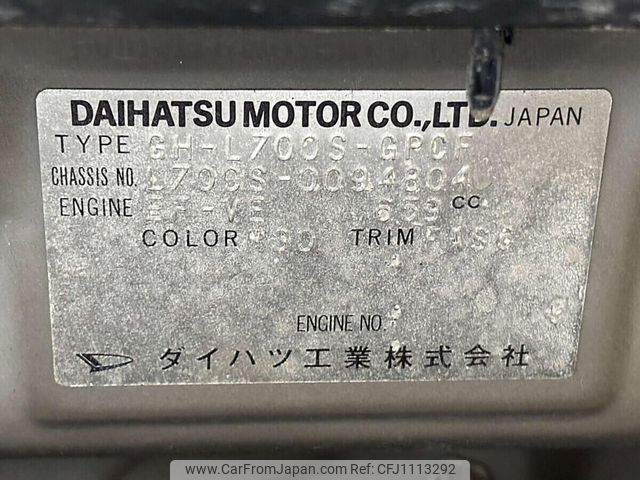 DAIHATSU MOTOR CO.,LTD. JAPAN
TYPE GH-L700S-GPCF
CHASSIS NO. L700S-0094804
ENGINE EF-VE 659 CC
COLOR TRIM
ENGINE NO.
ダイハツ工業株式会社
www.CarFromJapan.com / REF.CFJ1113292